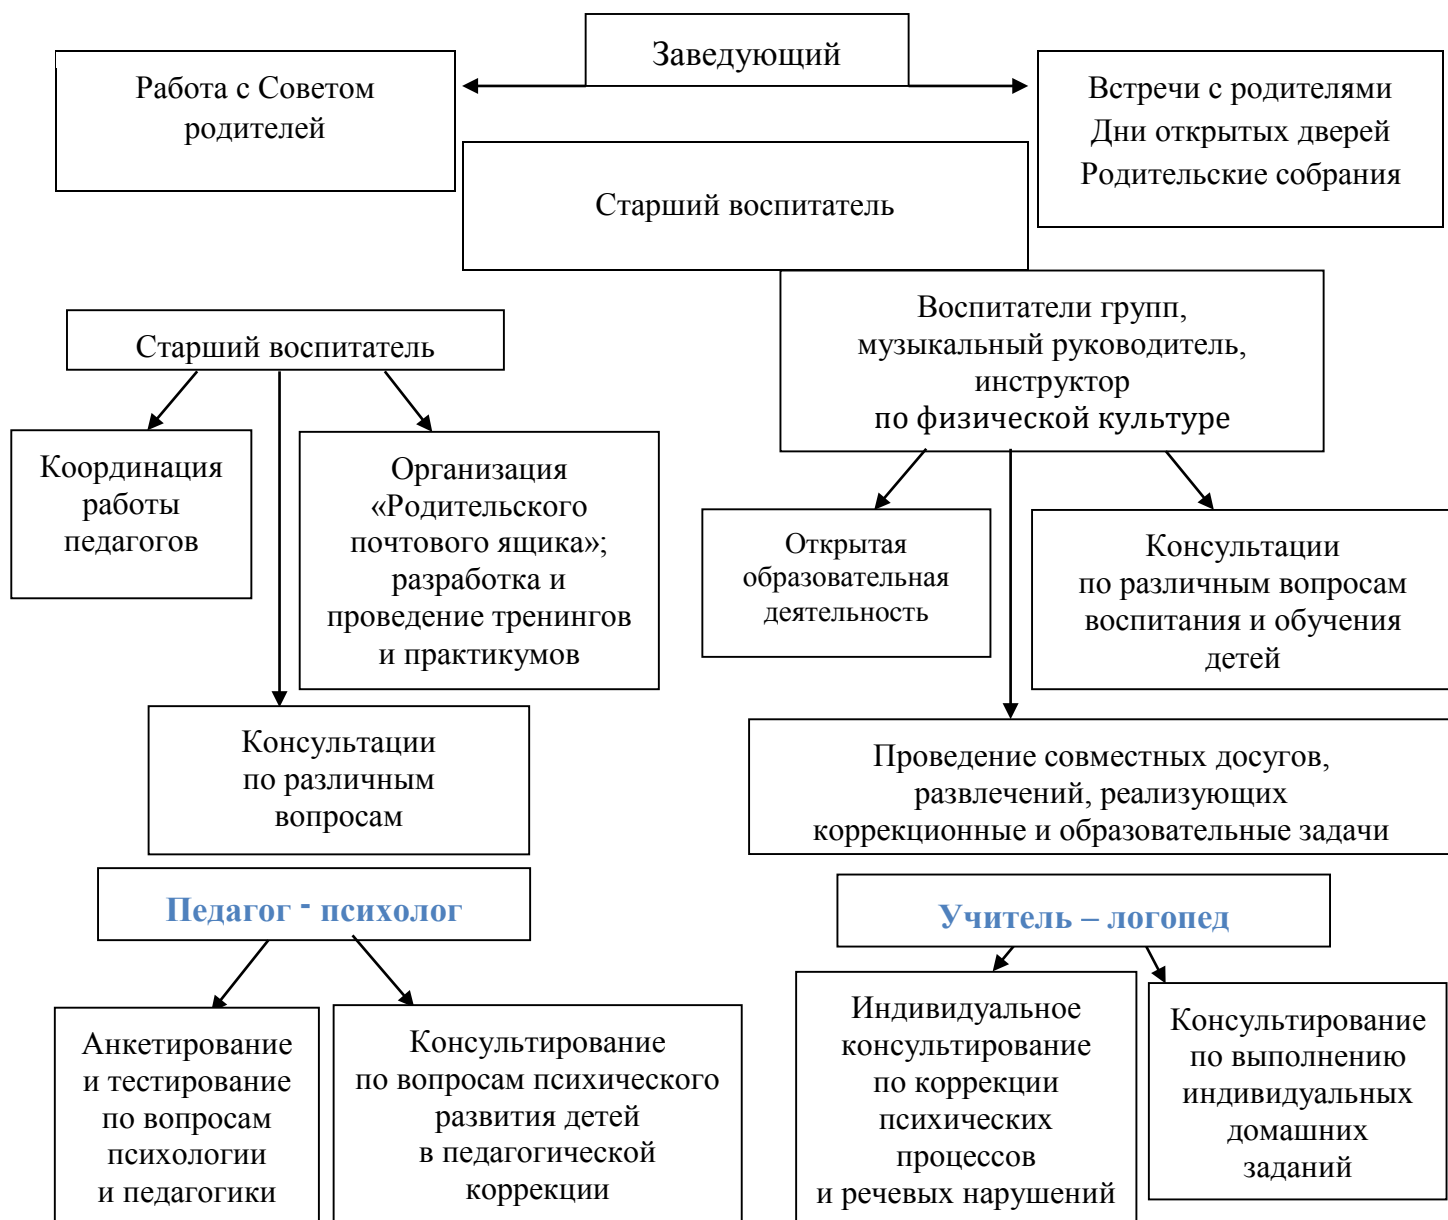 Заведующий
Работа с Советом
родителей
Встречи с родителями
Дни открытых дверей
Родительские собрания
Старший воспитатель
Старший воспитатель
Воспитатели групп,
музыкальный руководитель,
инструктор
по физической культуре
Координация
работы
педагогов
Организация
«Родительского
почтового ящика»;
разработка и
проведение тренингов
и практикумов
Открытая
образовательная
деятельность
Консультации
по различным вопросам
воспитания и обучения
детей
Консультации
по различным
вопросам
Проведение совместных досугов,
развлечений, реализующих
коррекционные и образовательные задачи
Педагог - психолог
Учитель – логопед
Анкетирование
и тестирование
по вопросам
психологии
и педагогики
Консультирование
по вопросам психического
развития детей
в педагогической
коррекции
Индивидуальное
консультирование
по коррекции
психических
процессов
и речевых нарушений
Консультирование
по выполнению
индивидуальных
домашних
заданий